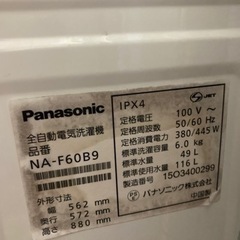 Panasonic
全自動電気洗濯機
品番
NA-F60B9
外形寸法
幅 562 mm
奥行 572 mm
高さ 880 mm
IPX4
JET
定格電圧 100 V~
定格周波数 50/60 Hz
定格消費電力 380/445W
標準洗濯容量 6.0 kg
標準水量 49 L
標準使用水量 116 L
製造番号 15O3400299
パナソニック株式会社
中国製